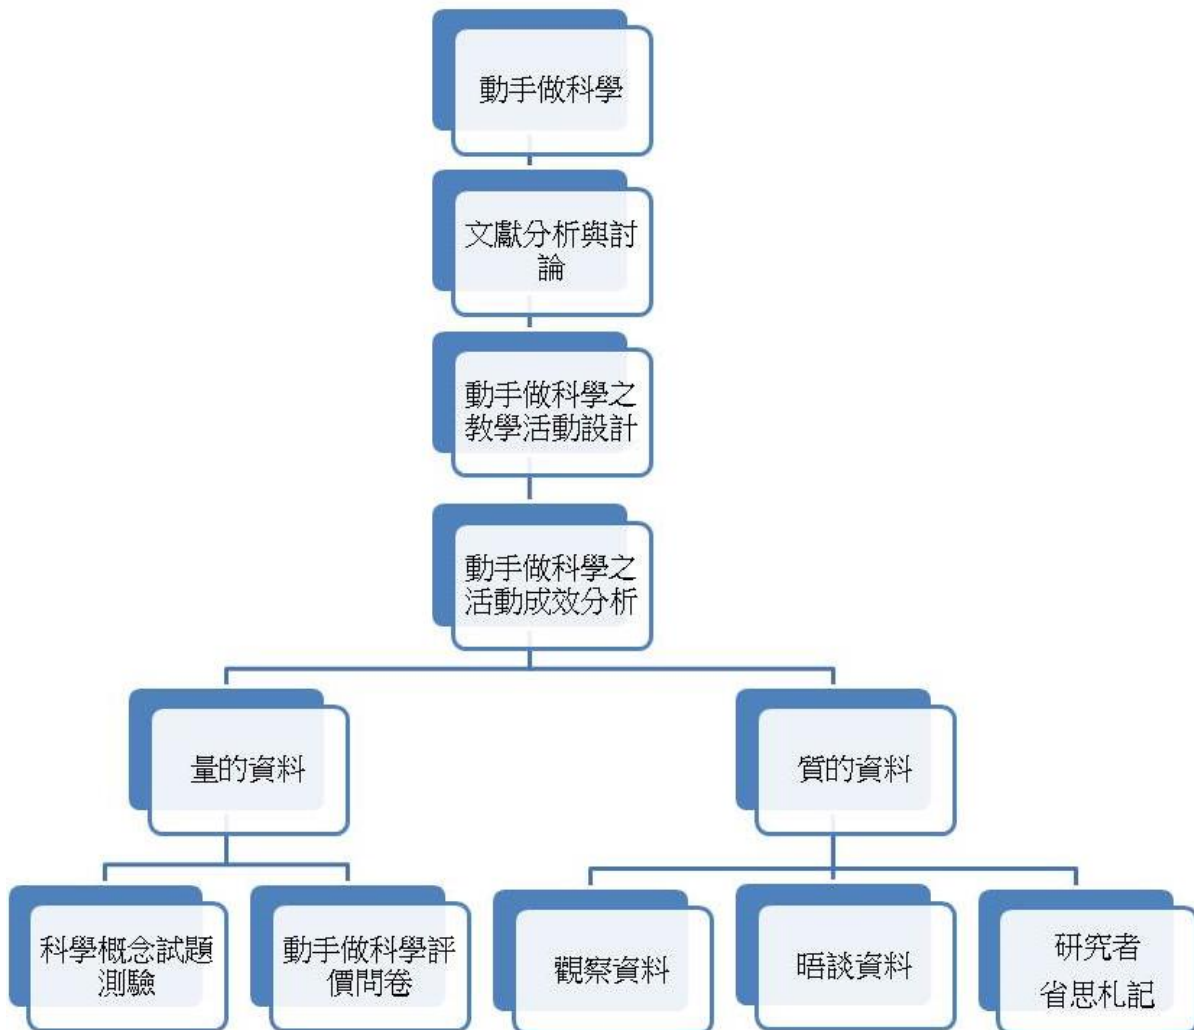 動手做科學
文獻分析與討
論
動手做科學之
教學活動設計
動手做科學之
活動成效分析
量的資料
質的資料
科學概念試題
測驗
動手做科學評
價問卷
觀察資料
晤談資料
研究者
省思札記